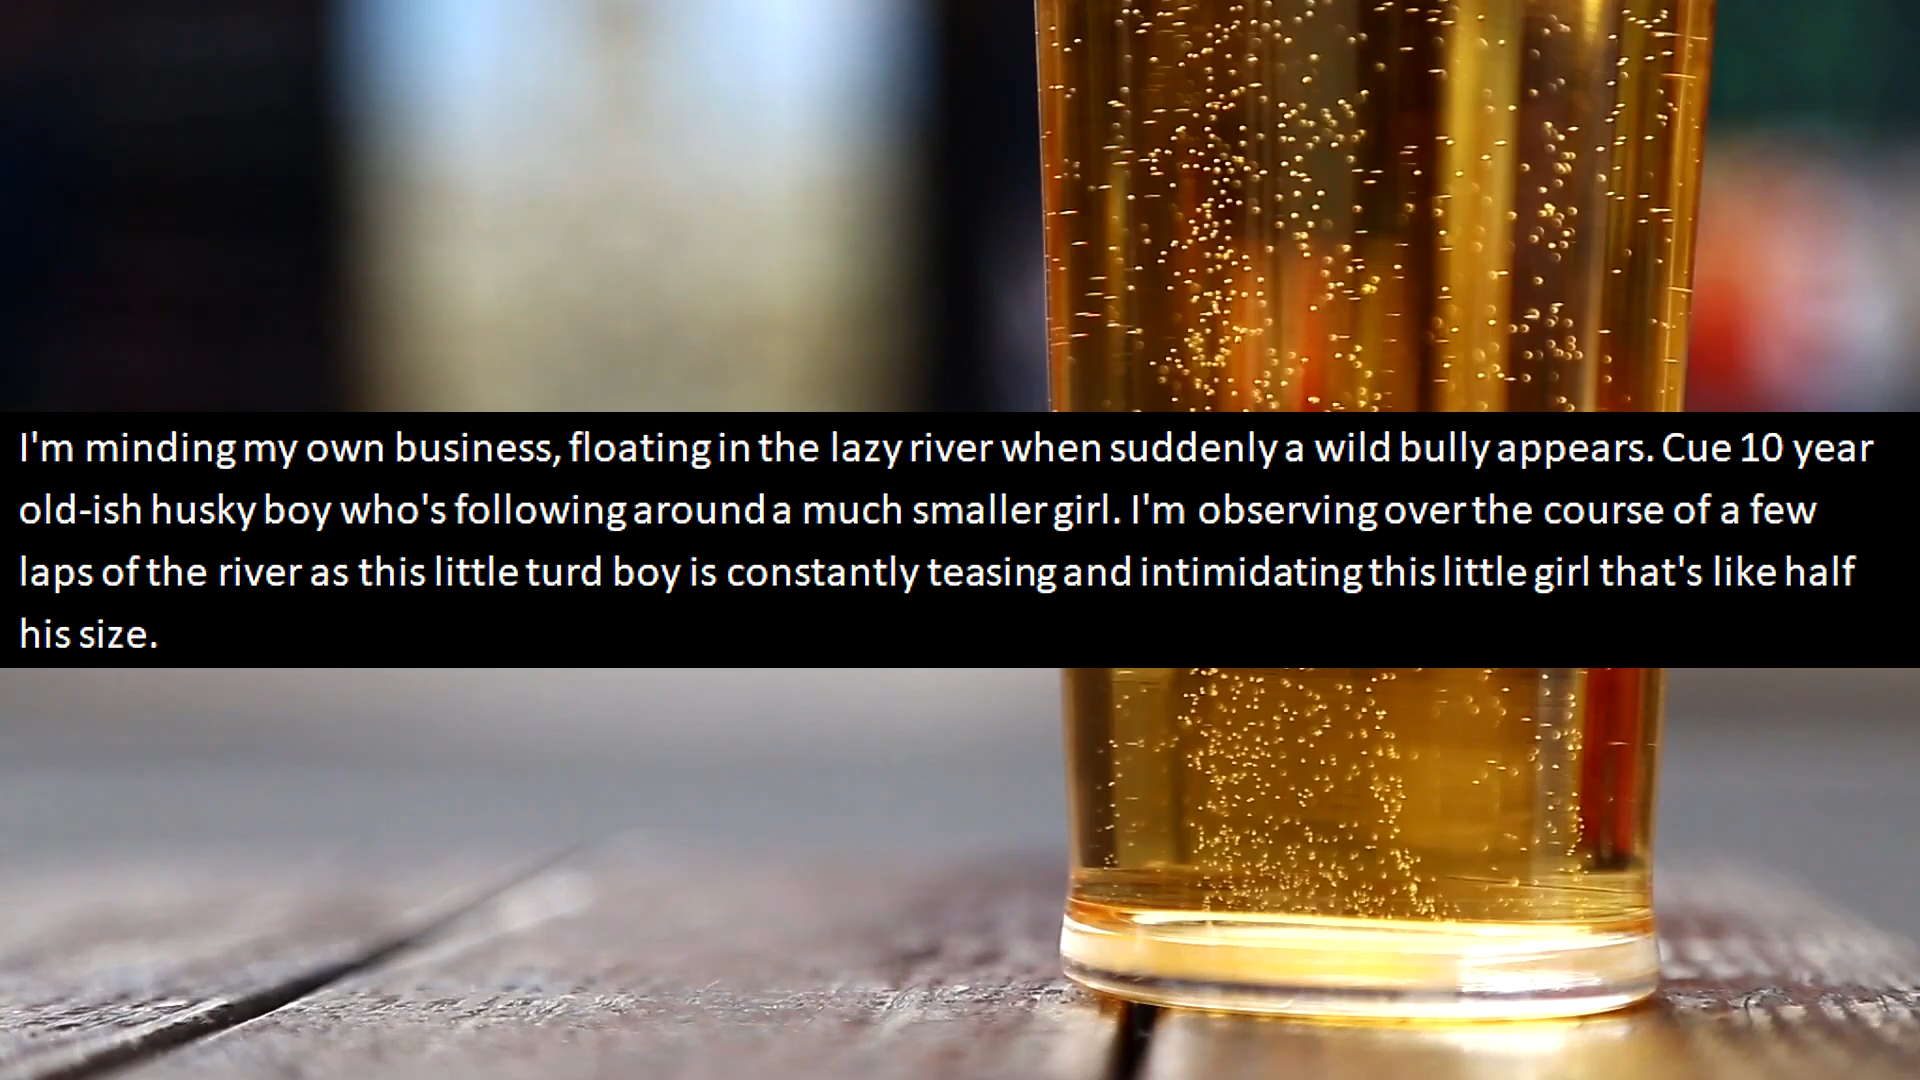 I'm minding my own business, floating in the lazy river when suddenly a wild bully appears. Cue 10 year
old-ish husky boy who's following around a much smaller girl. I'm observing over the course of a few
laps of the river as this little turd boy is constantly teasing and intimidating this little girl that's like half
his size.